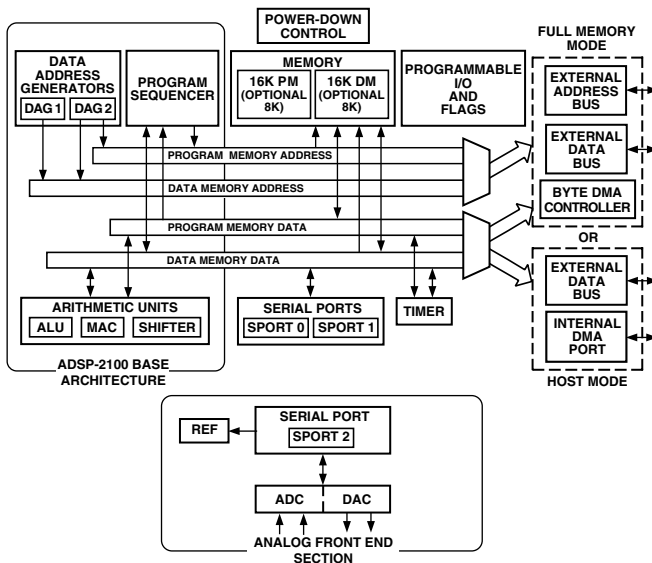 POWER-DOWN
CONTROL
FULL MEMORY
MODE
DATA
ADDRESS
GENERATORS
DAG 1
DAG 2
PROGRAM
SEQUENCER
MEMORY
16K PM
(OPTIONAL
8K)
16K DM
(OPTIONAL
8K)
PROGRAMMABLE
I/O
AND
FLAGS
EXTERNAL
ADDRESS
BUS
EXTERNAL
DATA
BUS
BYTE DMA
CONTROLLER
OR
EXTERNAL
DATA
BUS
INTERNAL
DMA
PORT
HOST MODE
PROGRAM MEMORY ADDRESS
DATA MEMORY ADDRESS
PROGRAM MEMORY DATA
DATA MEMORY DATA
ARITHMETIC UNITS
ALU
MAC
SHIFTER
SERIAL PORTS
SPORT 0
SPORT 1
TIMER
ADSP-2100 BASE
ARCHITECTURE
REF
SERIAL PORT
SPORT 2
ADC
DAC
ANALOG FRONT END
SECTION